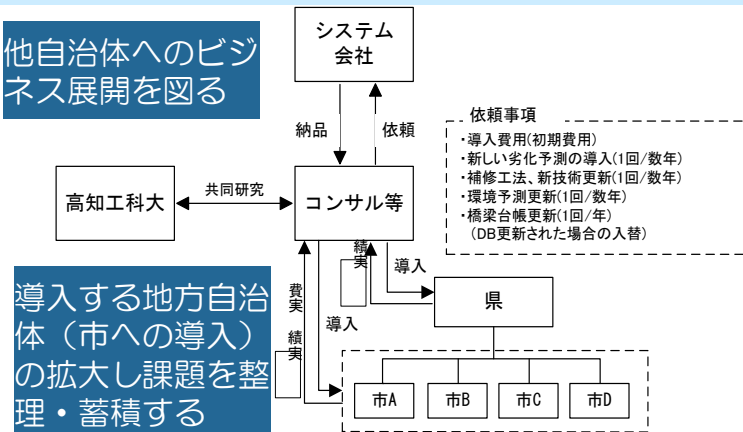 他自治体へのビジ
ネス展開を図る
システム
会社
納品
依頼
依頼事項
・導入費用(初期費用)
・新しい劣化予測の導入(1回/数年)
・補修工法、新技術更新(1回/数年)
・環境予測更新(1回/数年)
・橋梁台帳更新(1回/年)
(DB更新された場合の入替)
高知工科大
共同研究
コンサル等
績実
導入
県
費実
績実
導入
導入する地方自治
体（市への導入）
の拡大し課題を整
理・蓄積する
市A
市B
市C
市D